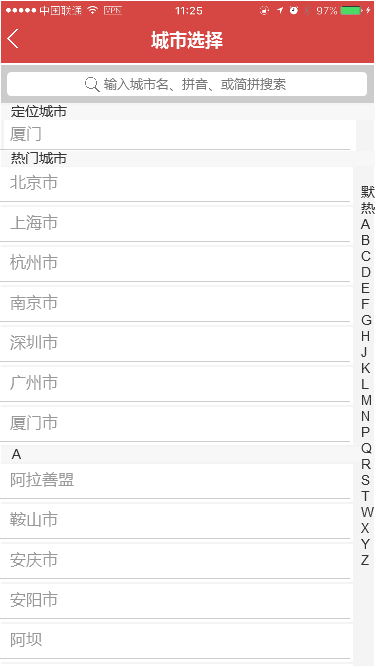 中国联通 VPN 11:25 97%
城市选择
输入城市名、拼音、或简拼搜索
定位城市
厦门
热门城市
北京市
上海市
杭州市
南京市
深圳市
广州市
厦门市
A
阿拉善盟
鞍山市
安庆市
安阳市
阿坝
默
热
A
B
C
D
E
F
G
H
J
K
L
M
N
P
Q
R
S
T
W
X
Y
Z